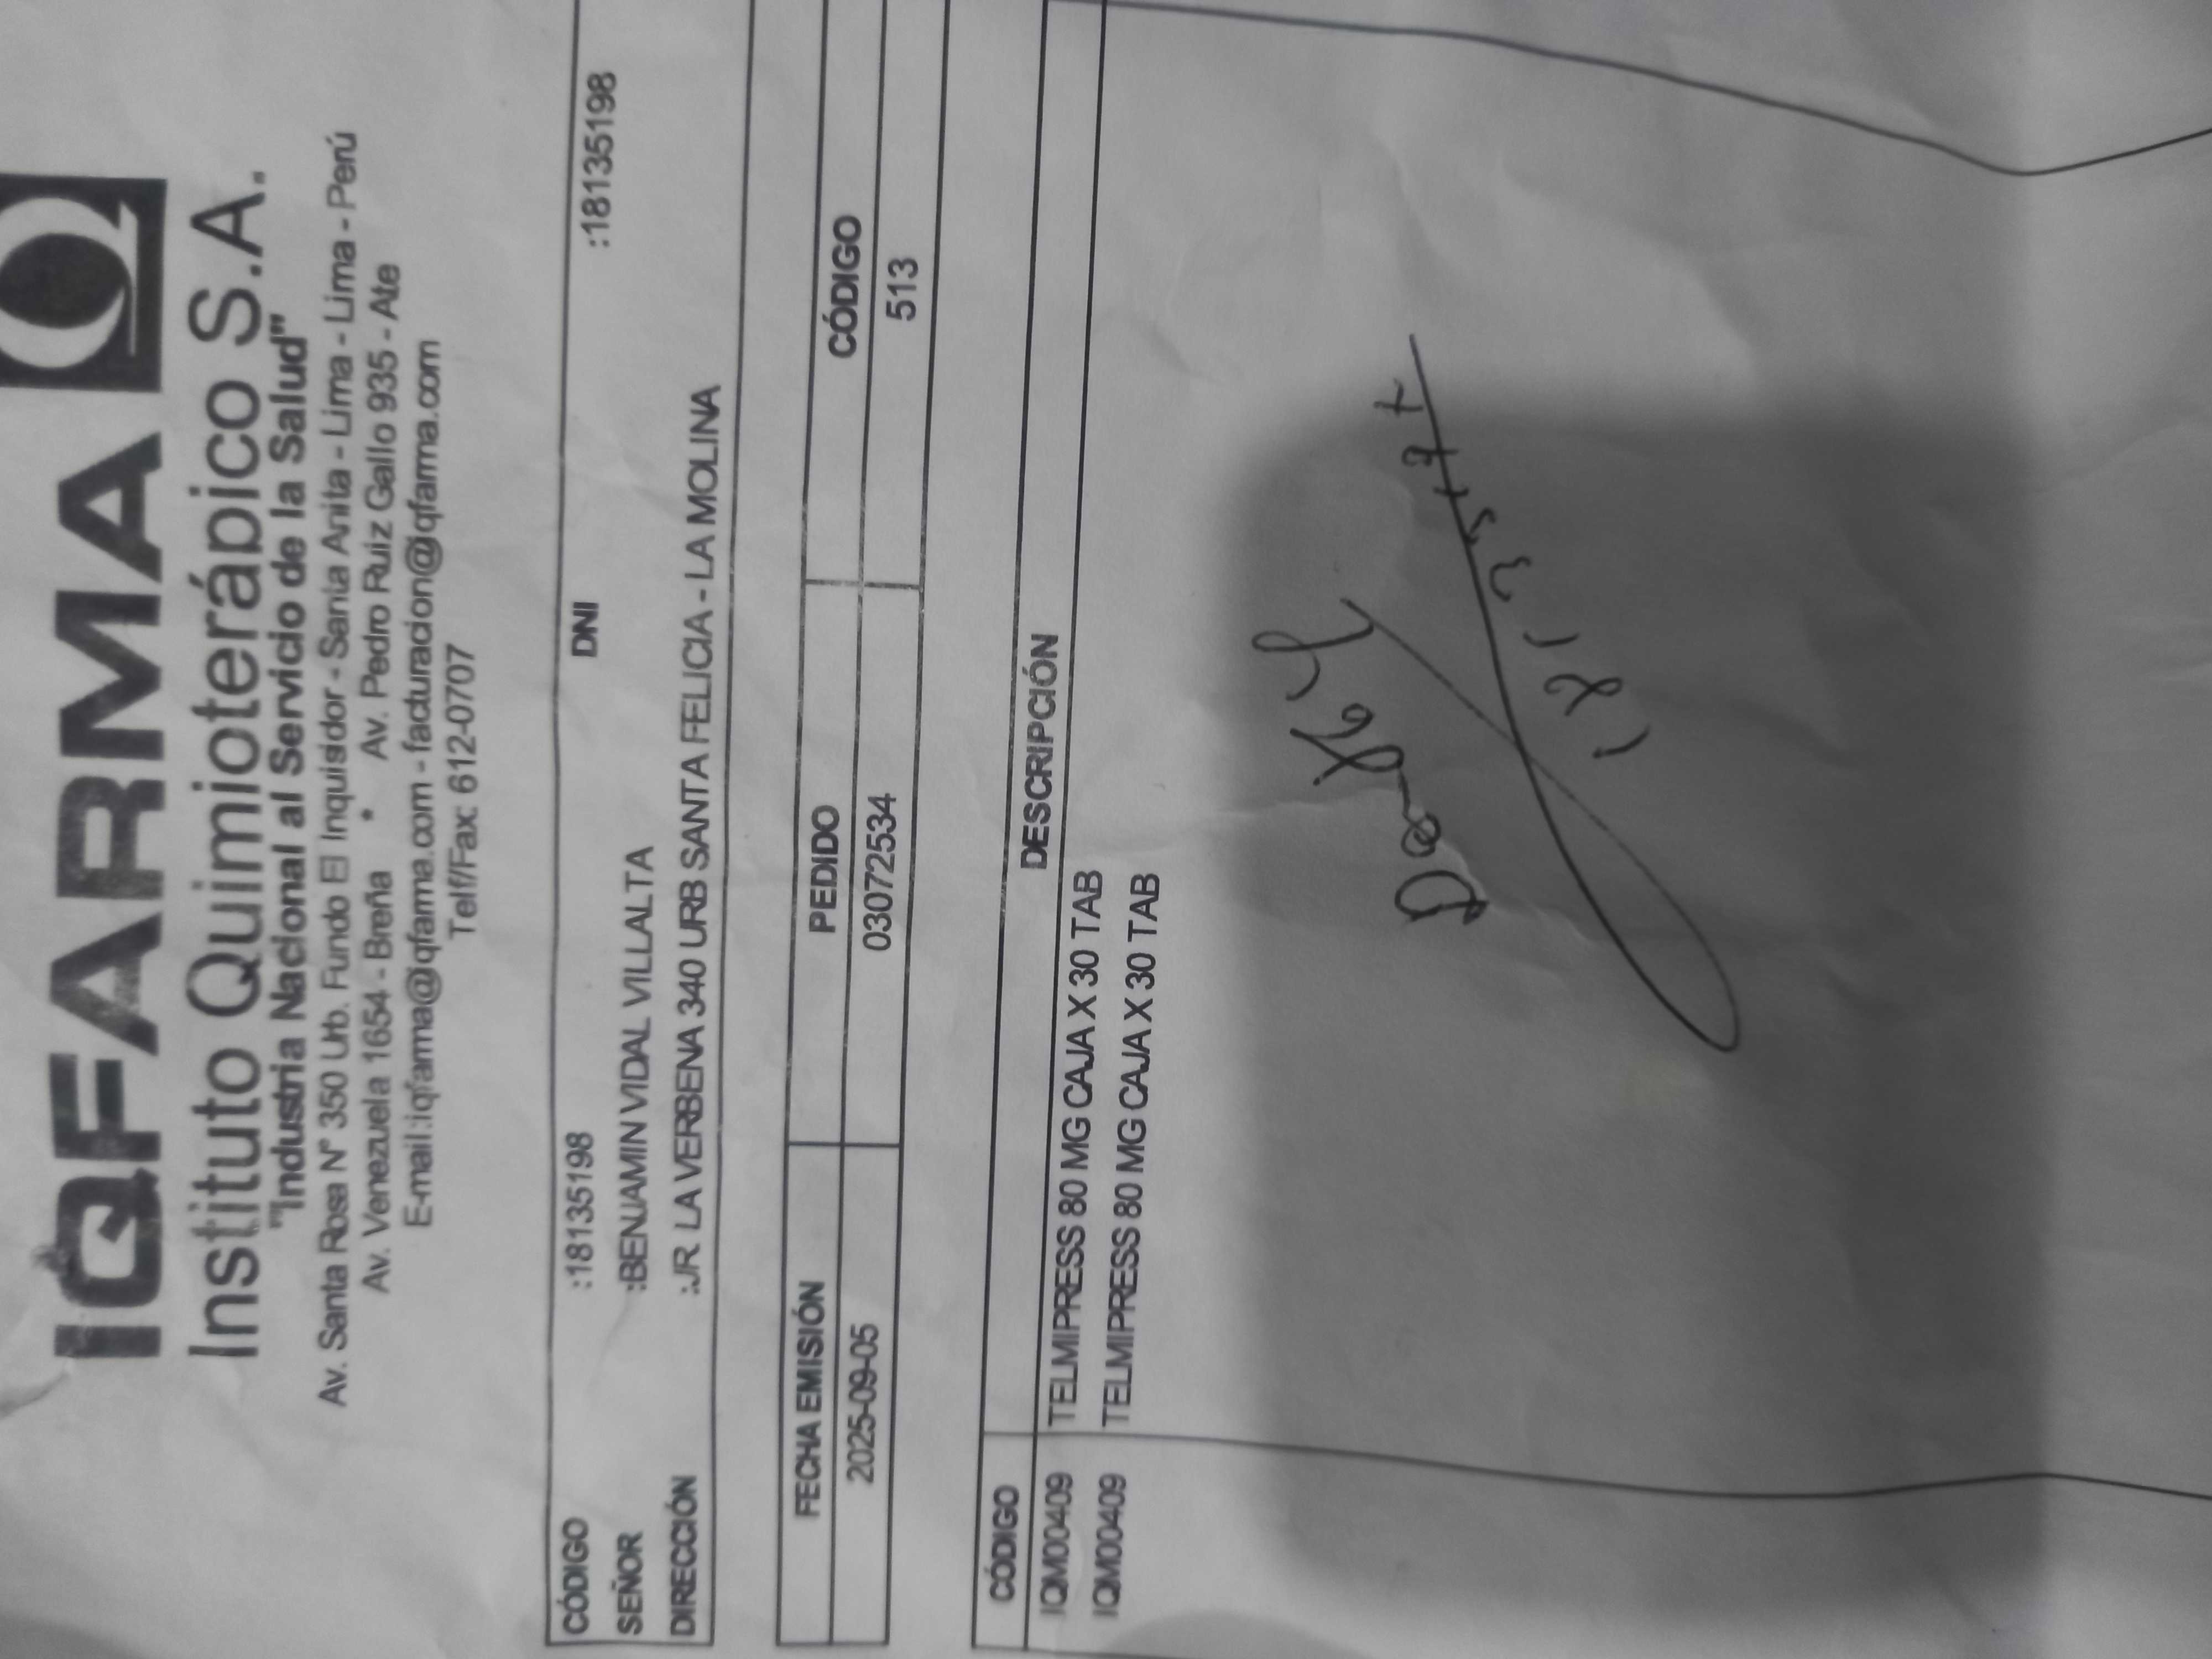 IQFARMA
Instituto Quimioterápico S.A.
"Industria Nacional al Servicio de la Salud"
Av. Santa Rosa N° 350 Urb. Fundo El Inquisidor - Santa Anita - Lima - Lima - Perú
Av. Venezuela 1654 - Breña * Av. Pedro Ruiz Gallo 935 - Ate
E-mail:iqfarma@iqfarma.com - facturacion@iqfarma.com
Telf/Fax: 612-0707
CÓDIGO :18135198 DNI :18135198
SEÑOR :BENJAMIN VIDAL VILLALTA
DIRECCIÓN :JR LA VERBENA 340 URB SANTA FELICIA - LA MOLINA
FECHA EMISIÓN PEDIDO CÓDIGO
2025-09-05 03072534 513
CÓDIGO DESCRIPCIÓN
IQM00409 TELMIPRESS 80 MG CAJA X 30 TAB
IQM00409 TELMIPRESS 80 MG CAJA X 30 TAB